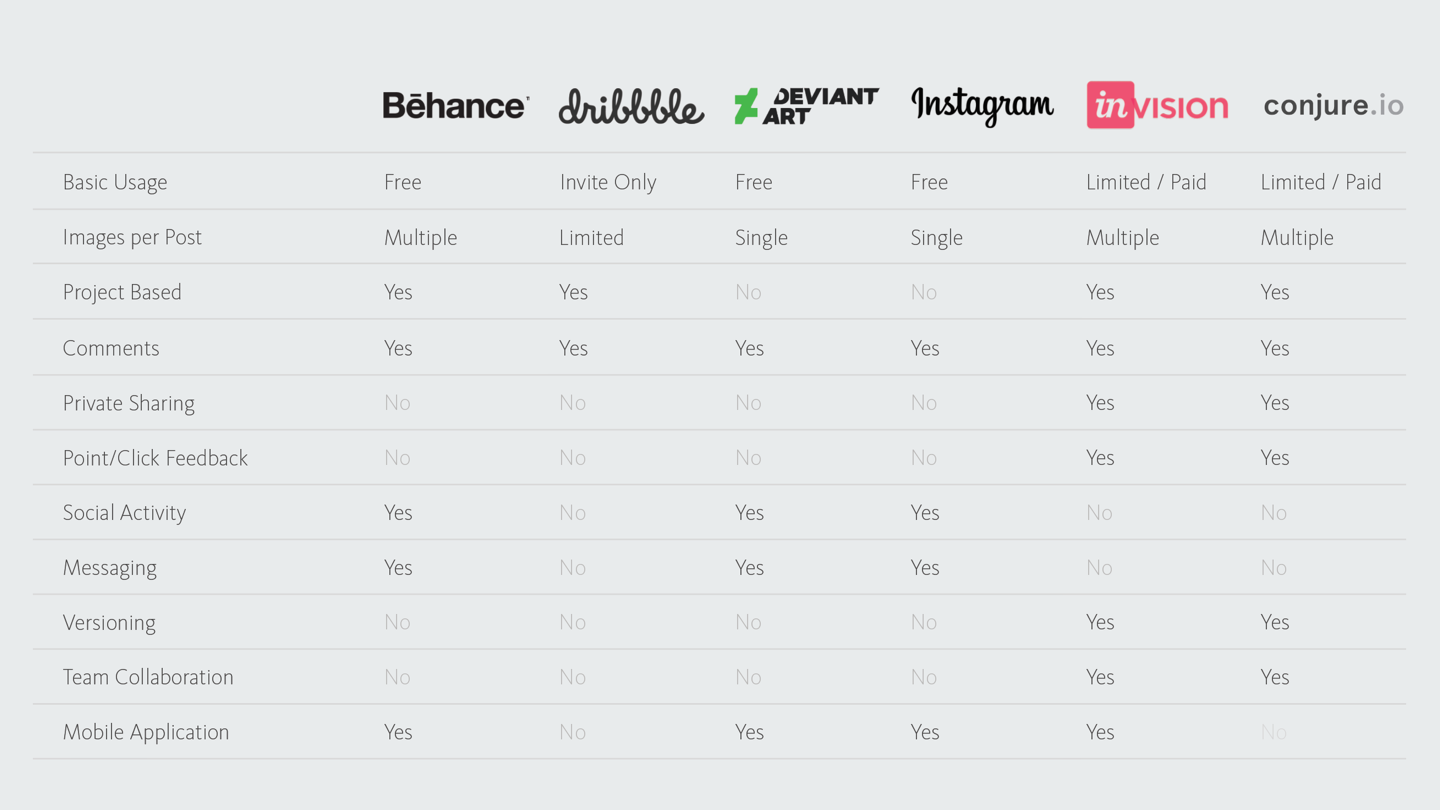 Bēhance dribbble DEVIANT ART Instagram inVISION conjure.io
Basic Usage Free Invite Only Free Free Limited / Paid Limited / Paid
Images per Post Multiple Limited Single Single Multiple Multiple
Project Based Yes Yes No No Yes Yes
Comments Yes Yes Yes Yes Yes Yes
Private Sharing No No No No Yes Yes
Point/Click Feedback No No No No Yes Yes
Social Activity Yes No Yes Yes No No
Messaging Yes No Yes Yes No No
Versioning No No No No Yes Yes
Team Collaboration No No No No Yes Yes
Mobile Application Yes No Yes Yes Yes No